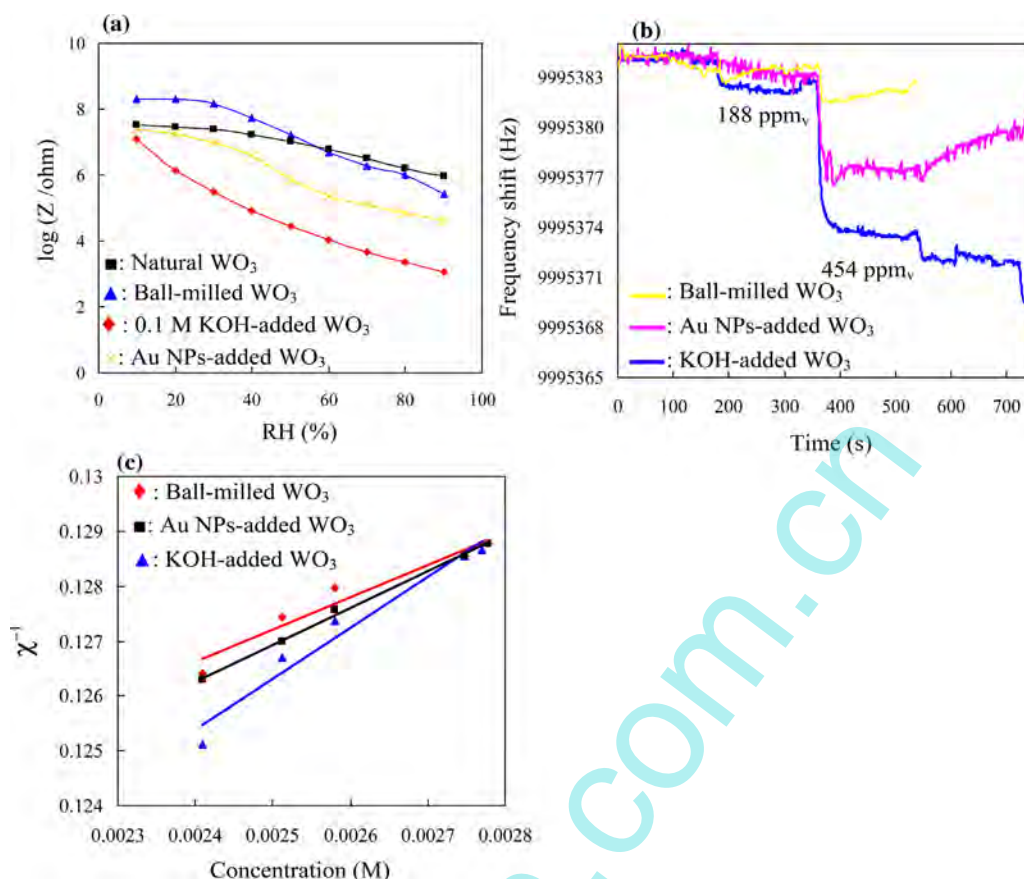 (a)
10
8
6
4
2
0
log (Z /ohm)
■: Natural WO₃
▲: Ball-milled WO₃
◆: 0.1 M KOH-added WO₃
×: Au NPs-added WO₃
0 20 40 60 80 100
RH (%)
(b)
9995383
9995380
9995377
9995374
9995371
9995368
9995365
Frequency shift (Hz)
188 ppmᵥ
454 ppmᵥ
: Ball-milled WO₃
: Au NPs-added WO₃
: KOH-added WO₃
0 100 200 300 400 500 600 700
Time (s)
(c)
0.13
0.129
0.128
0.127
0.126
0.125
0.124
χ⁻¹
◆: Ball-milled WO₃
■: Au NPs-added WO₃
▲: KOH-added WO₃
0.0023 0.0024 0.0025 0.0026 0.0027 0.0028
Concentration (M)
.com.cn